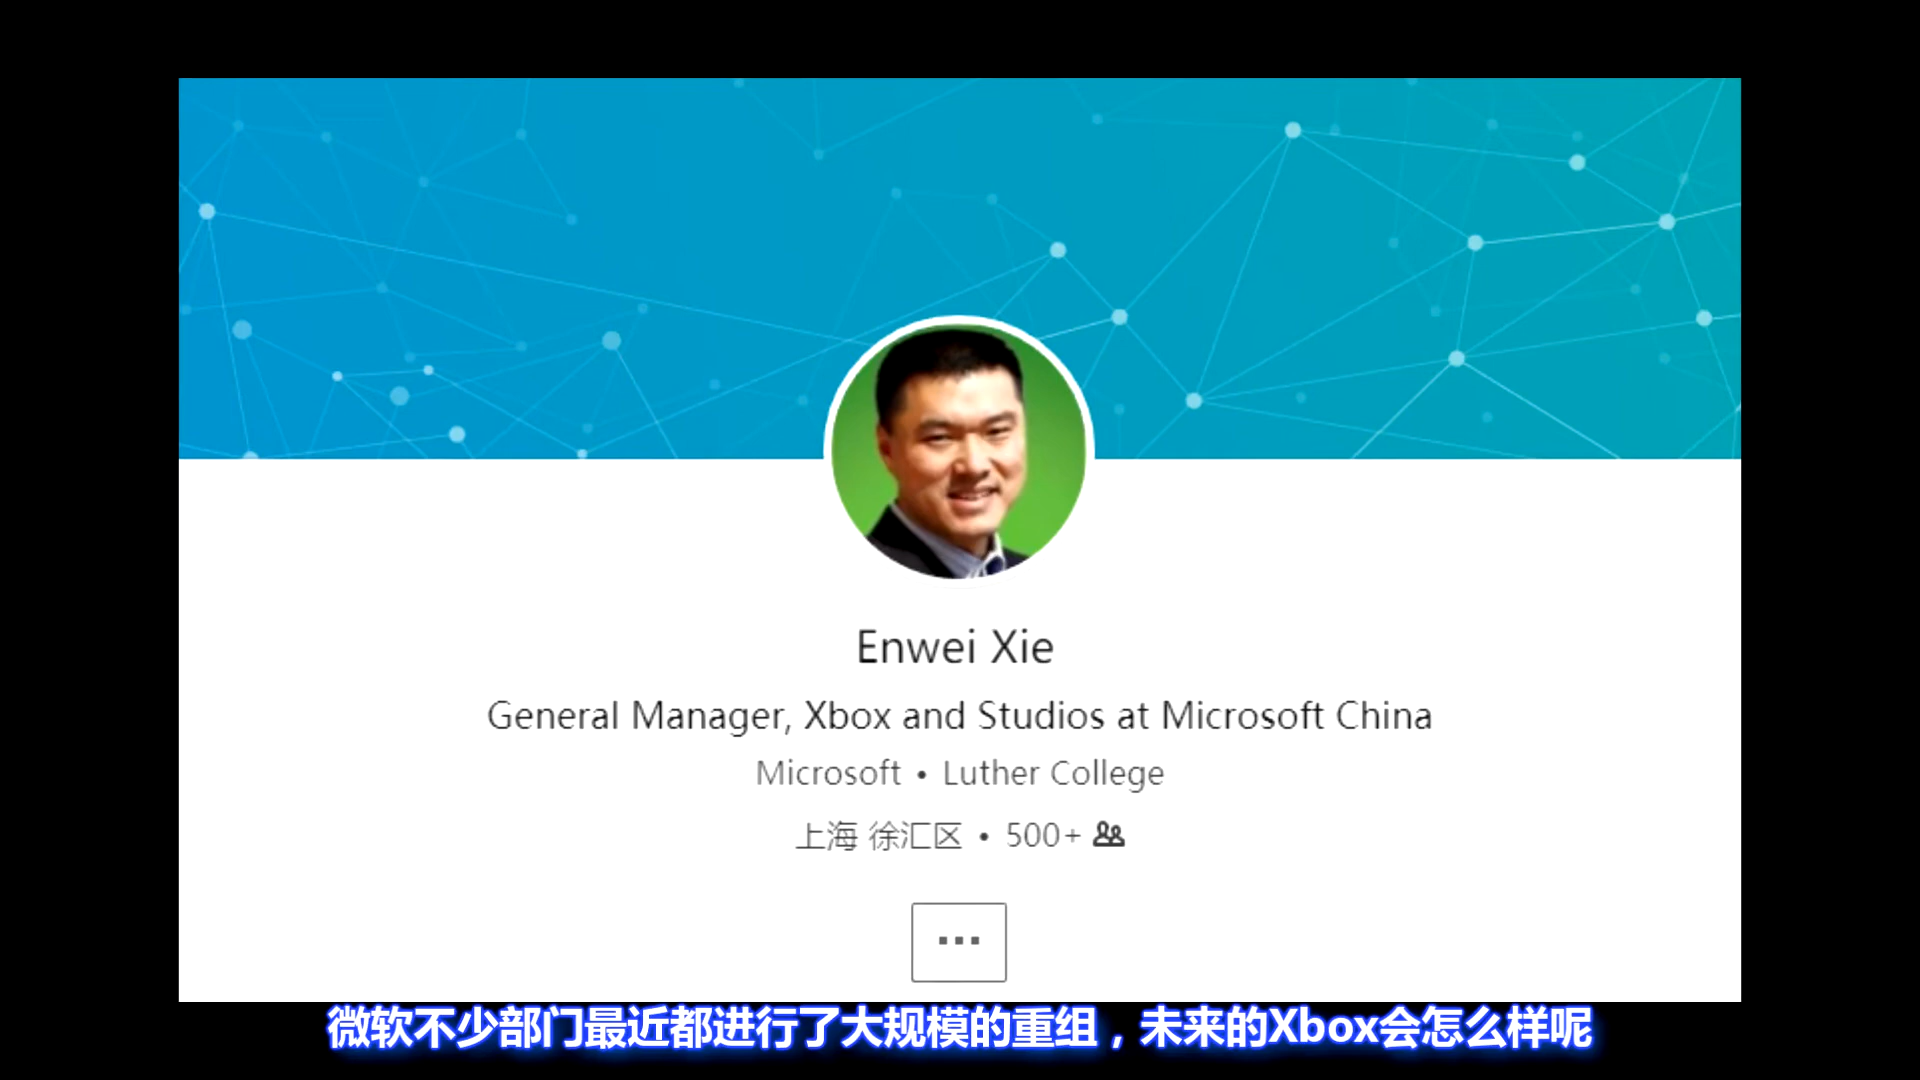 Enwei Xie
General Manager, Xbox and Studios at Microsoft China
Microsoft • Luther College
上海 徐汇区 • 500+
微软不少部门最近都进行了大规模的重组，未来的Xbox会怎么样呢